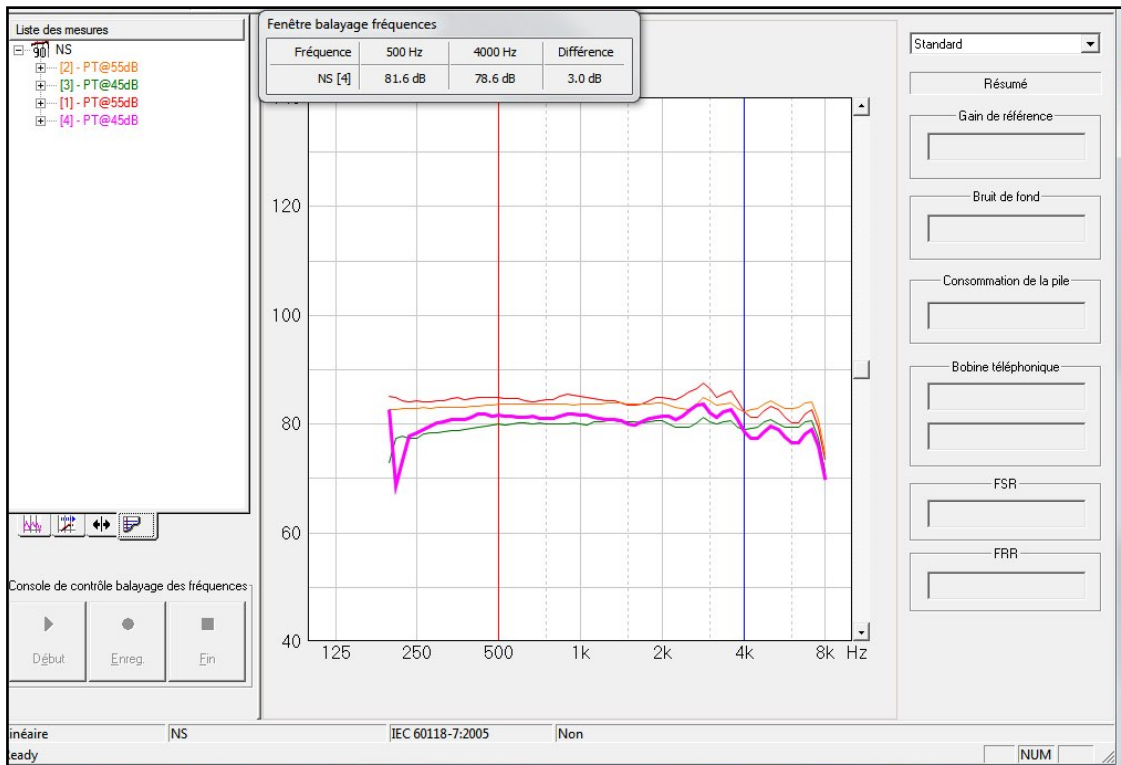 Liste des mesures
NS
[2] - PT@55dB
[3] - PT@45dB
[1] - PT@55dB
[4] - PT@45dB
Console de contrôle balayage des fréquences
Début
Enreg.
Fin
Fenêtre balayage fréquences
Fréquence 500 Hz 4000 Hz Différence
NS [4] 81.6 dB 78.6 dB 3.0 dB
120
100
80
60
40
125 250 500 1k 2k 4k 8k Hz
Standard
Résumé
Gain de référence
Bruit de fond
Consommation de la pile
Bobine téléphonique
FSR
FRR
inéaire NS IEC 60118-7:2005 Non
eady NUM